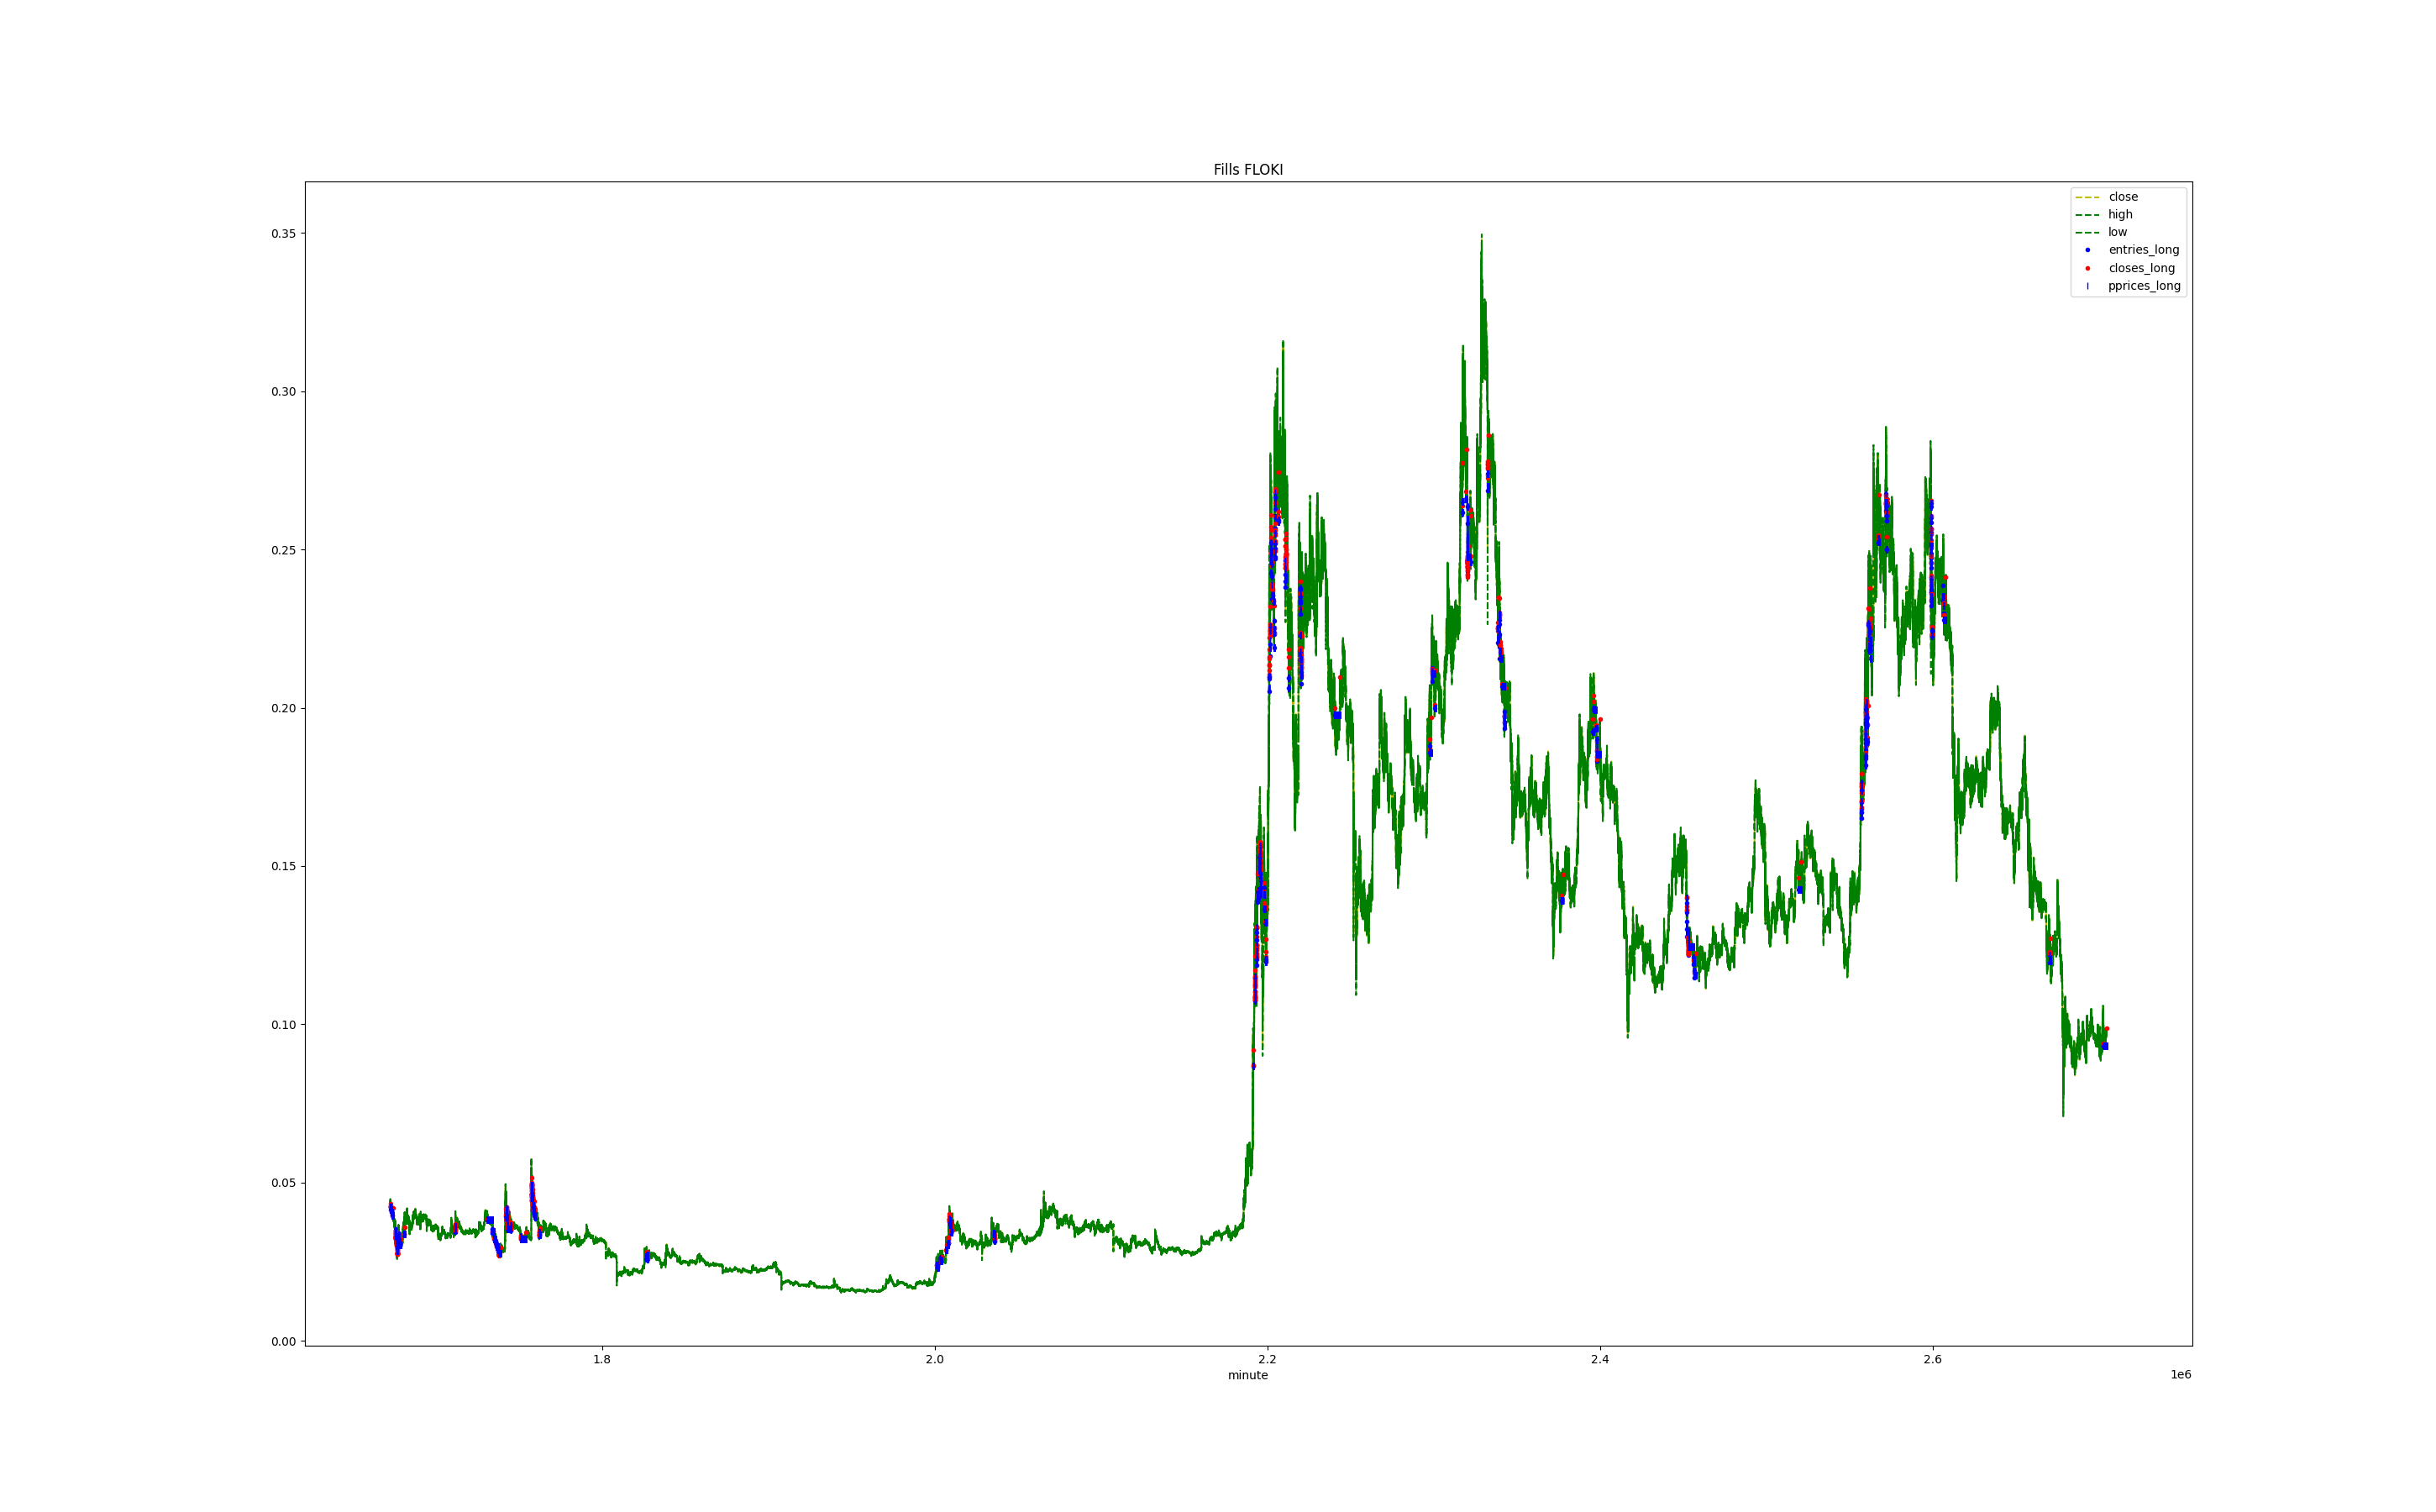 Fills FLOKI
close
high
low
entries_long
closes_long
pprices_long
0.35
0.30
0.25
0.20
0.15
0.10
0.05
0.00
1.8 2.0 2.2 2.4 2.6
minute
1e6